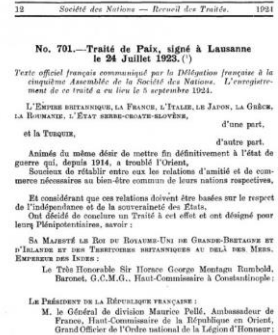 12 Société des Nations — Recueil des Traités. 1924
No. 701.—Traité de Paix, signé à Lausanne
le 24 Juillet 1923.(¹)
Texte officiel français communiqué par la Délégation française à la
cinquième Assemblée de la Société des Nations. L'enregistre-
ment de ce traité a eu lieu le 5 septembre 1924.
L'EMPIRE BRITANNIQUE, LA FRANCE, L'ITALIE, LE JAPON, LA GRÈCE,
LA ROUMANIE, L'ÉTAT SERBE-CROATE-SLOVÈNE,
d'une part,
et la TURQUIE,
d'autre part.
Animés du même désir de mettre fin définitivement à l'état de
guerre qui, depuis 1914, a troublé l'Orient,
Soucieux de rétablir entre eux les relations d'amitié et de com-
merce nécessaires au bien-être commun de leurs nations respectives,
Et considérant que ces relations doivent être basées sur le respect
de l'indépendance et de la souveraineté des États,
Ont décidé de conclure un Traité à cet effet et ont désigné pour
leurs Plénipotentiaires, savoir :
SA MAJESTÉ LE ROI DU ROYAUME-UNI DE GRANDE-BRETAGNE ET
D'IRLANDE ET DES TERRITOIRES BRITANNIQUES AU DELÀ DES MERS,
EMPEREUR DES INDES :
Le Très Honorable Sir Horace George Montagu Rumbold,
Baronet, G.C.M.G., Haut-Commissaire à Constantinople ;
LE PRÉSIDENT DE LA RÉPUBLIQUE FRANÇAISE :
M. le Général de division Maurice Pellé, Ambassadeur de
France, Haut-Commissaire de la République en Orient,
Grand Officier de l'Ordre national de la Légion d'Honneur ;